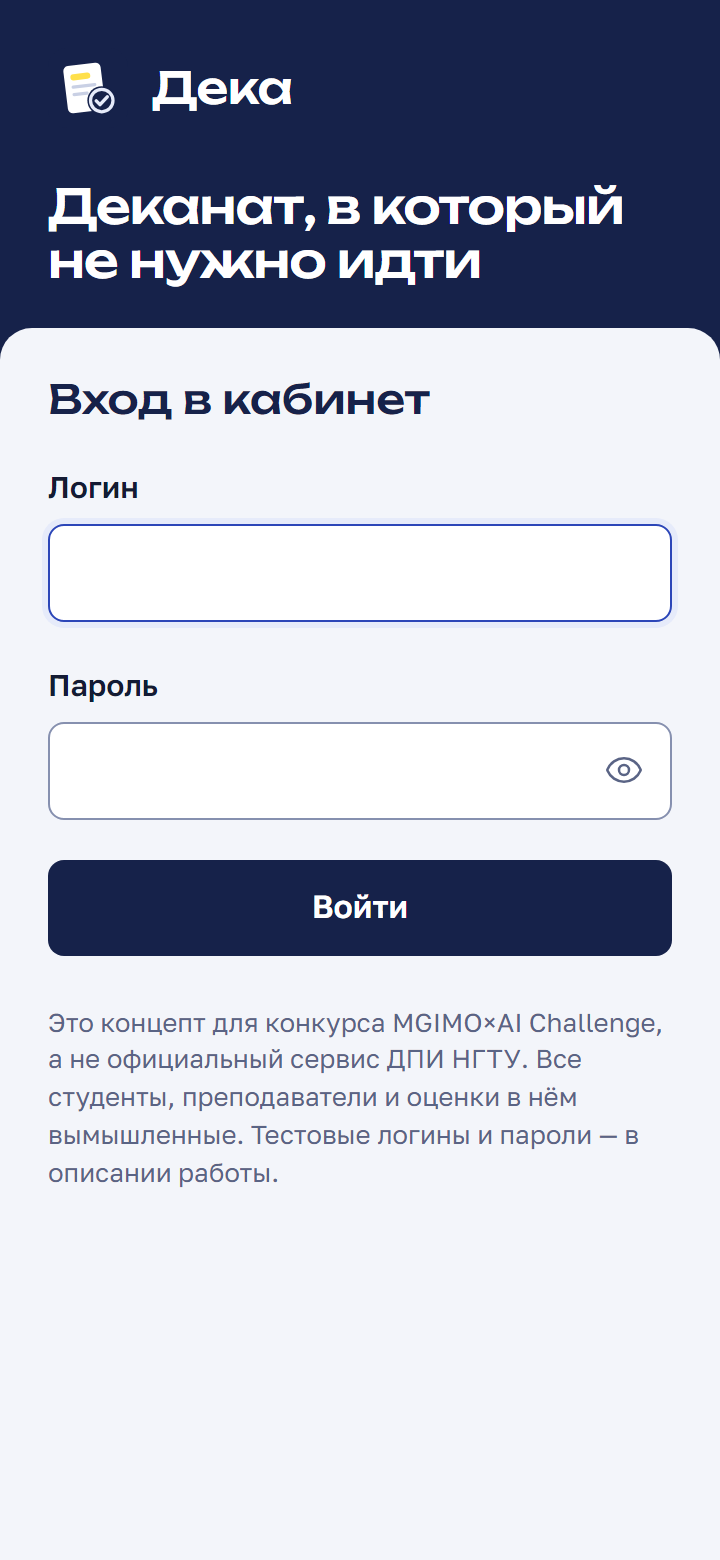 Дека
Деканат, в который
не нужно идти
Вход в кабинет
Логин
Пароль
Войти
Это концепт для конкурса MGIMO×AI Challenge,
а не официальный сервис ДПИ НГТУ. Все
студенты, преподаватели и оценки в нём
вымышленные. Тестовые логины и пароли — в
описании работы.